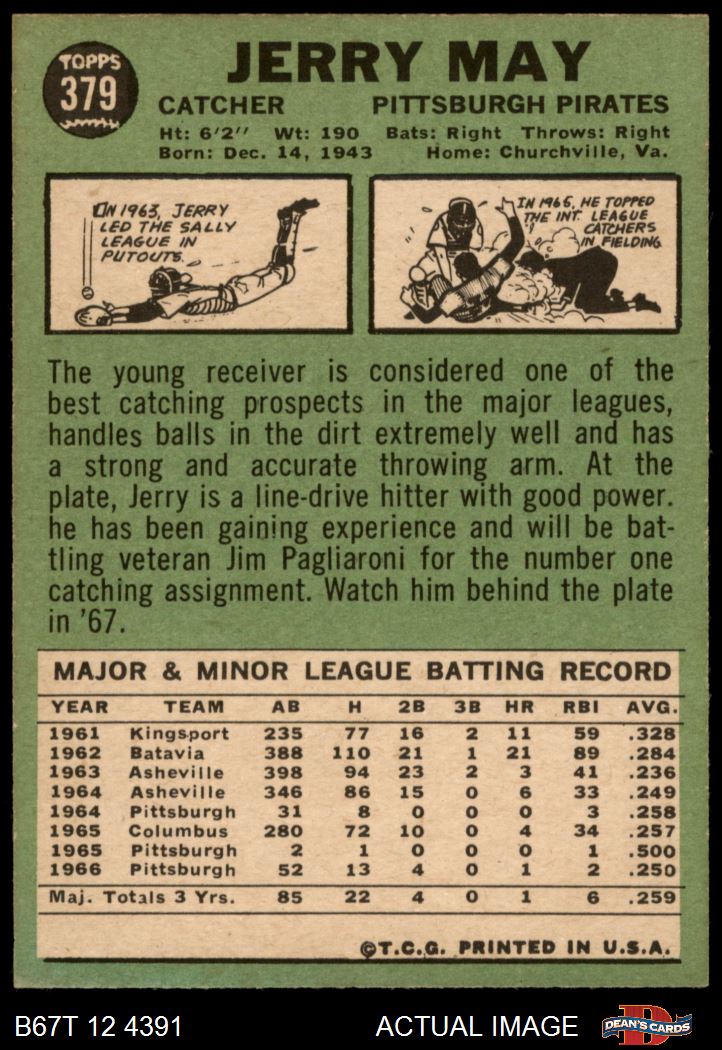 TOPPS
379
JERRY MAY
CATCHER PITTSBURGH PIRATES
Ht: 6'2" Wt: 190 Bats: Right Throws: Right
Born: Dec. 14, 1943 Home: Churchville, Va.
IN 1963, JERRY
LED THE SALLY
LEAGUE IN
PUTOUTS.
IN 1965, HE TOPPED
THE INT. LEAGUE
CATCHERS
IN FIELDING.
The young receiver is considered one of the
best catching prospects in the major leagues,
handles balls in the dirt extremely well and has
a strong and accurate throwing arm. At the
plate, Jerry is a line-drive hitter with good power.
he has been gaining experience and will be bat-
tling veteran Jim Pagliaroni for the number one
catching assignment. Watch him behind the plate
in '67.
MAJOR & MINOR LEAGUE BATTING RECORD
YEAR TEAM AB H 2B 3B HR RBI AVG.
1961 Kingsport 235 77 16 2 11 59 .328
1962 Batavia 388 110 21 1 21 89 .284
1963 Asheville 398 94 23 2 3 41 .236
1964 Asheville 346 86 15 0 6 33 .249
1964 Pittsburgh 31 8 0 0 0 3 .258
1965 Columbus 280 72 10 0 4 34 .257
1965 Pittsburgh 2 1 0 0 0 1 .500
1966 Pittsburgh 52 13 4 0 1 2 .250
Maj. Totals 3 Yrs. 85 22 4 0 1 6 .259
©T.C.G. PRINTED IN U.S.A.
B67T 12 4391 ACTUAL IMAGE
D
DEAN'S CARDS